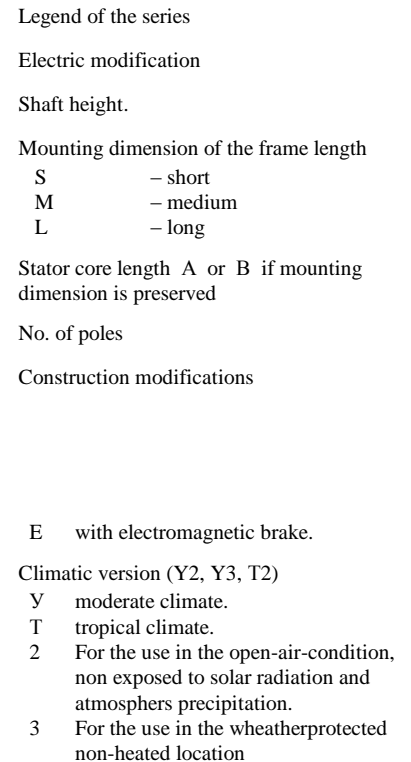 Legend of the series
Electric modification
Shaft height.
Mounting dimension of the frame length
S – short
M – medium
L – long
Stator core length A or B if mounting
dimension is preserved
No. of poles
Construction modifications
E with electromagnetic brake.
Climatic version (Y2, Y3, T2)
У moderate climate.
T tropical climate.
2 For the use in the open-air-condition,
non exposed to solar radiation and
atmosphers precipitation.
3 For the use in the wheatherprotected
non-heated location